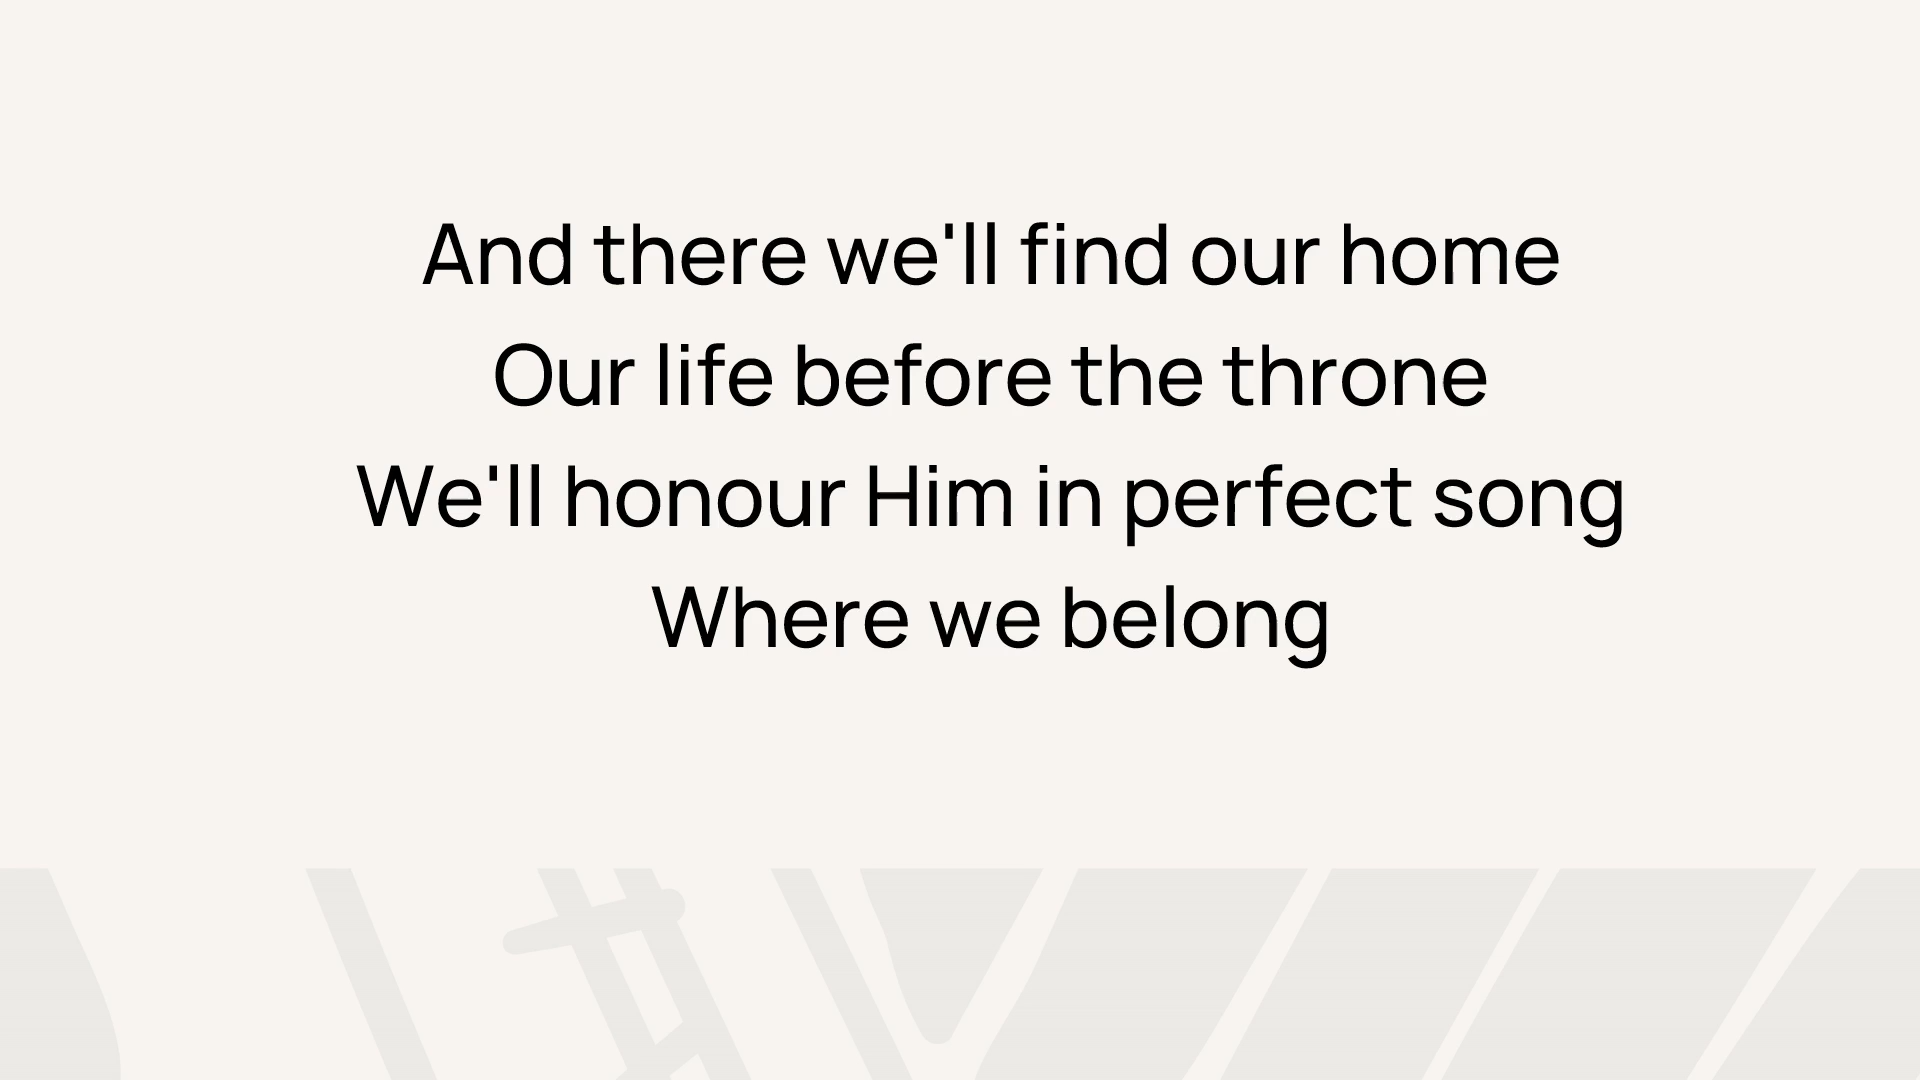 And there we'll find our home
Our life before the throne
We'll honour Him in perfect song
Where we belong